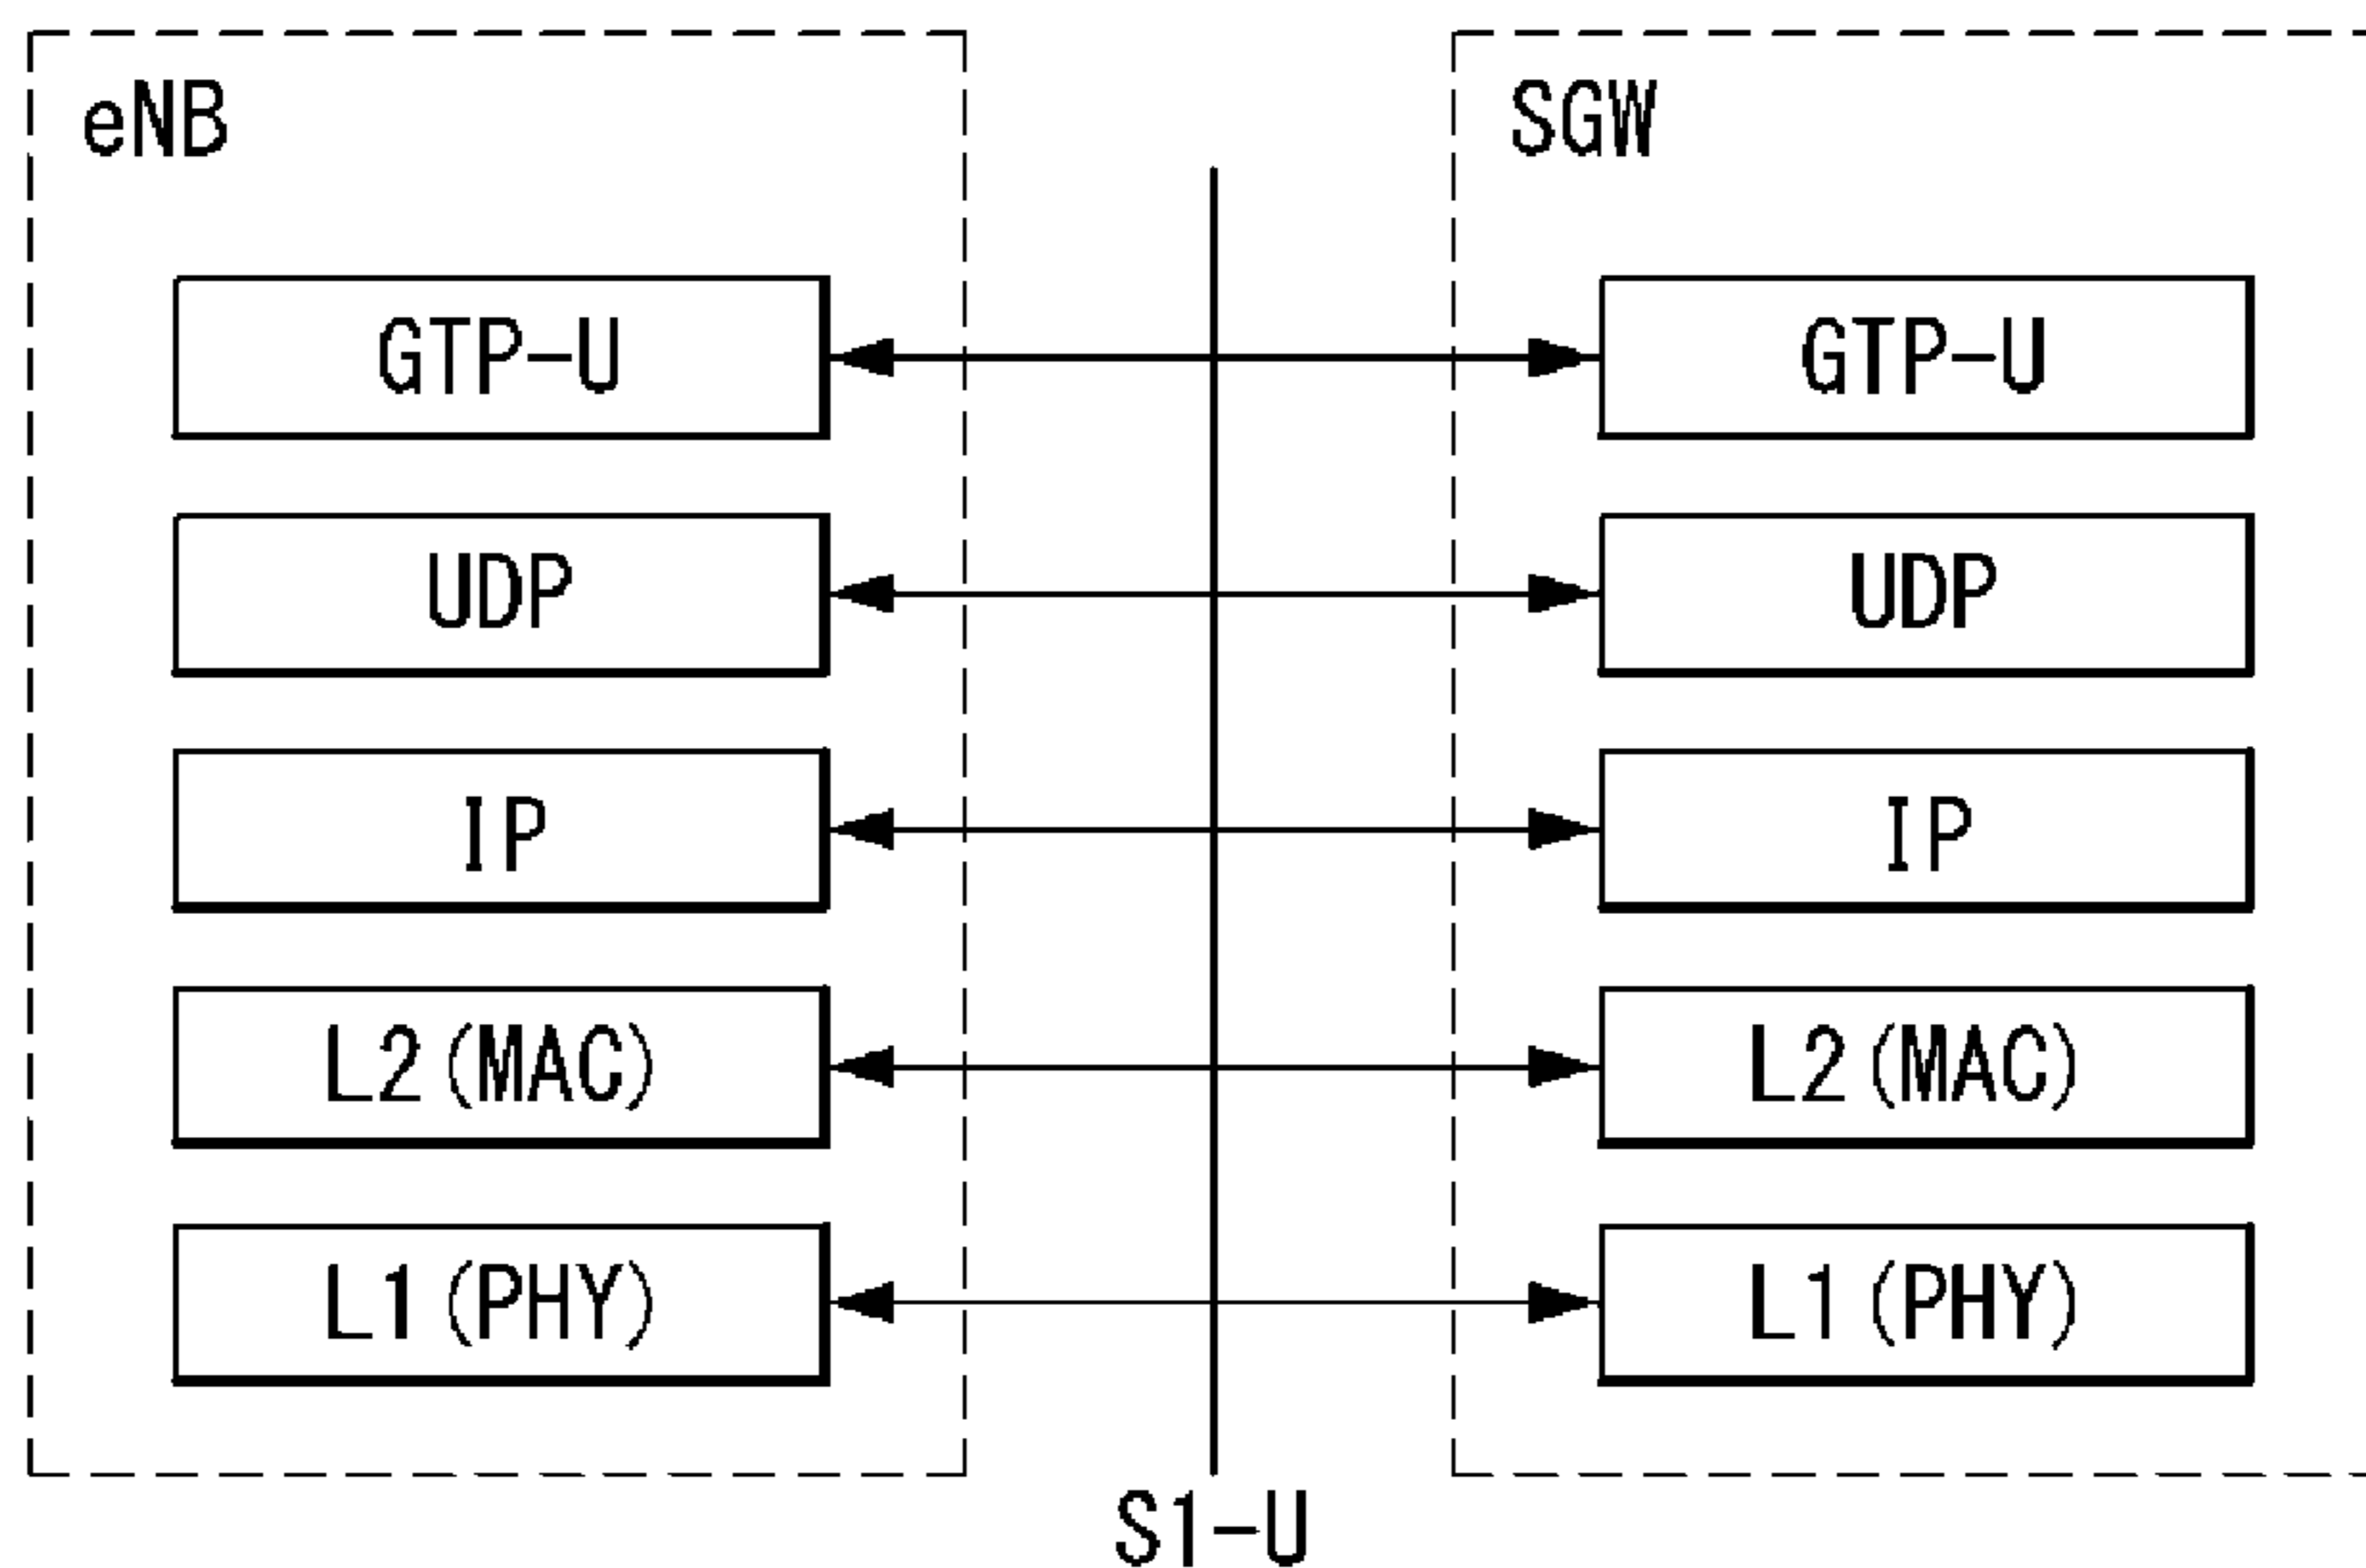 eNB
SGW
GTP-U
GTP-U
UDP
UDP
IP
IP
L2(MAC)
L2(MAC)
L1(PHY)
L1(PHY)
S1-U